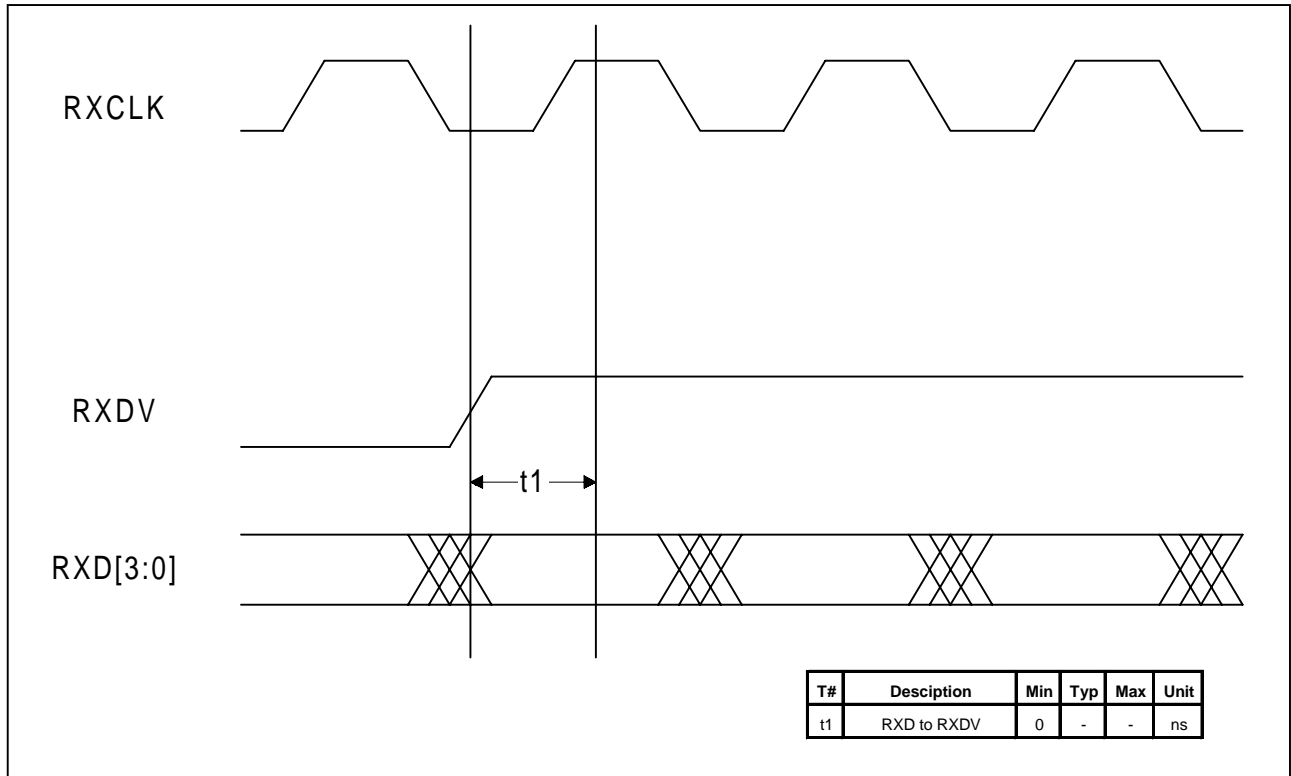 RXCLK
RXDV
t1
RXD[3:0]
T# Desciption Min Typ Max Unit
t1 RXD to RXDV 0 - - ns